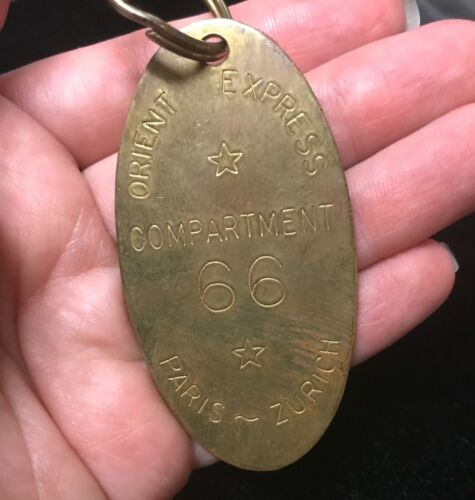 ORIENT EXPRESS
COMPARTMENT
66
PARIS ~ ZURICH